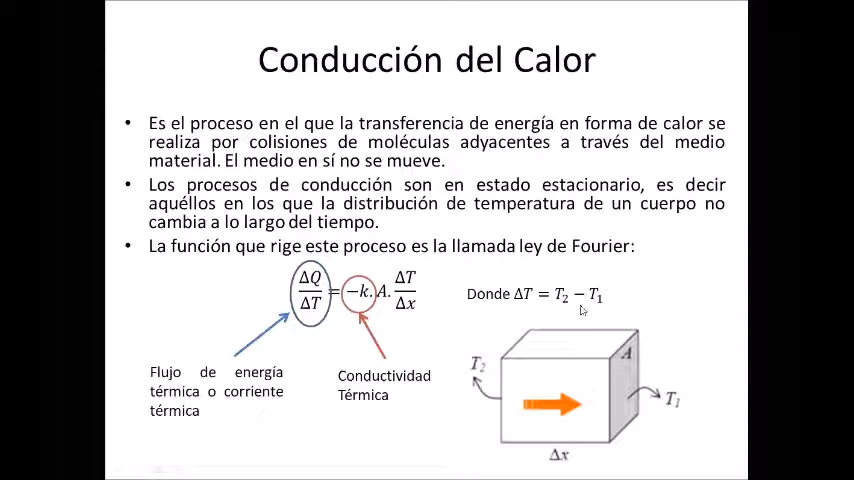 Conducción del Calor
• Es el proceso en el que la transferencia de energía en forma de calor se
realiza por colisiones de moléculas adyacentes a través del medio
material. El medio en sí no se mueve.
• Los procesos de conducción son en estado estacionario, es decir
aquéllos en los que la distribución de temperatura de un cuerpo no
cambia a lo largo del tiempo.
• La función que rige este proceso es la llamada ley de Fourier:
ΔQ/ΔT = −k.A.ΔT/Δx
Donde ΔT = T₂ − T₁
Flujo de energía
térmica o corriente
térmica
Conductividad
Térmica
T₂
A
T₁
Δx